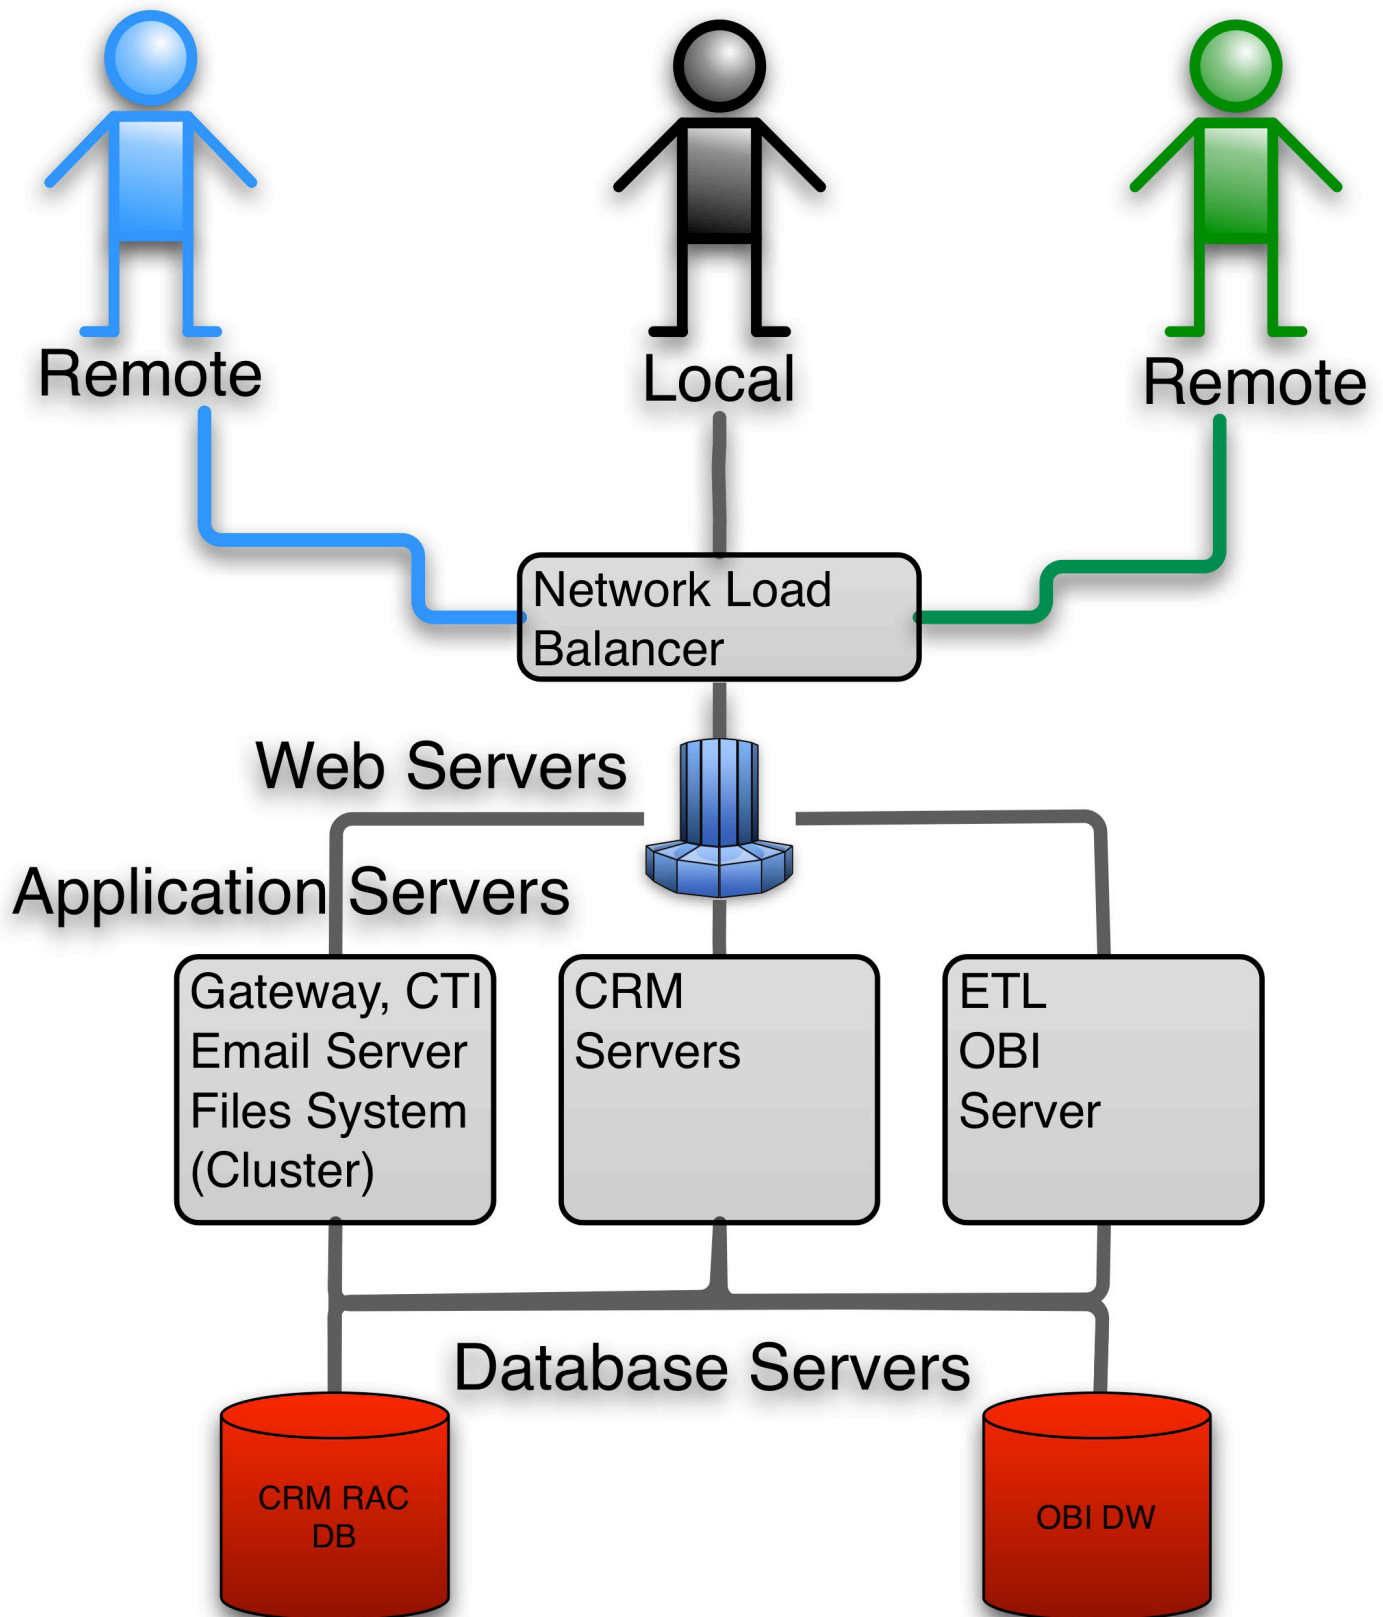 Remote
Local
Remote
Network Load
Balancer
Web Servers
Application Servers
Gateway, CTI
Email Server
Files System
(Cluster)
CRM
Servers
ETL
OBI
Server
Database Servers
CRM RAC
DB
OBI DW